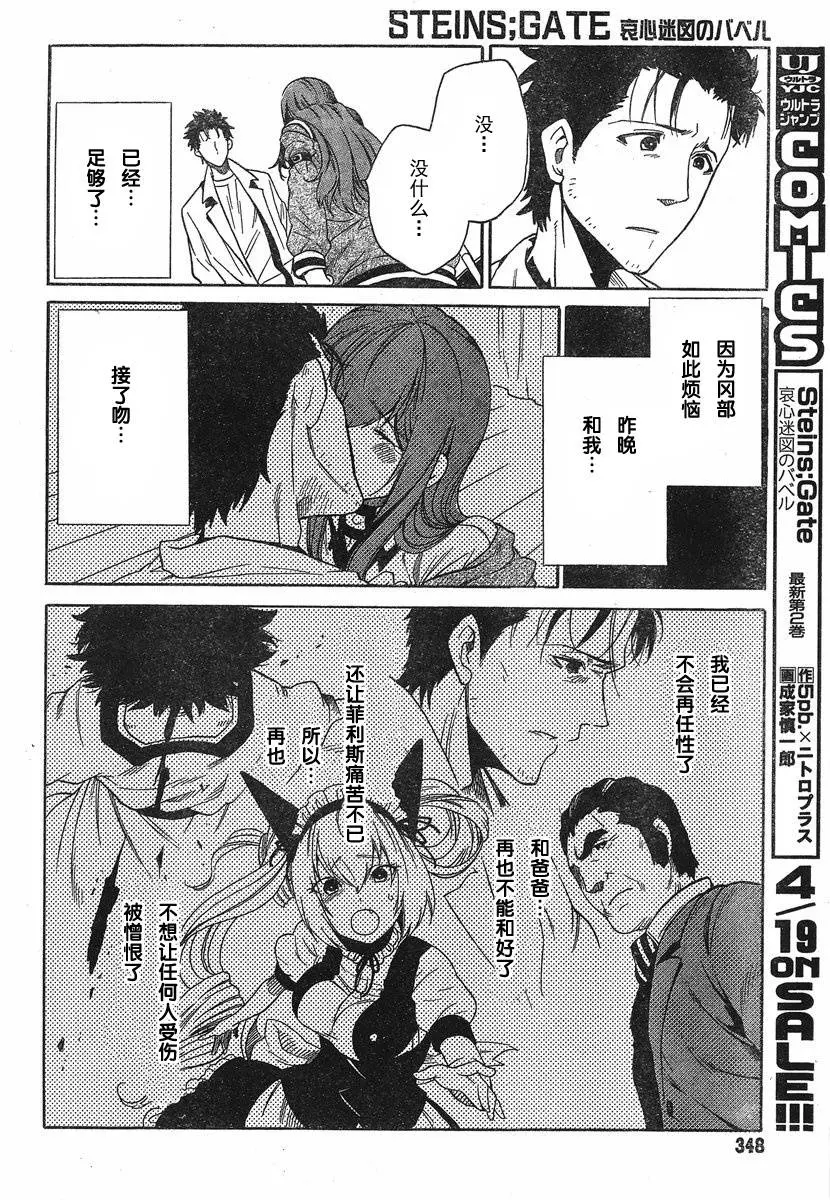 STEINS;GATE 哀心迷図のバベル
没…
没什么…
已经…
足够了…
因为冈部
如此烦恼
昨晚
和我…
接了吻…
我已经
不会再任性了
和爸爸…
再也不能和好了
还让菲利斯痛苦不已
所以…
再也
不想让任何人受伤
被憎恨了
UJ
ウルトラ
YJC
ウルトラ
ジャンプ
COMICS
Steins;Gate
哀心迷図のバベル
最新第2巻
作 5pb.×ニトロプラス
画 成家慎一郎
4/19 ON SALE!!!
348